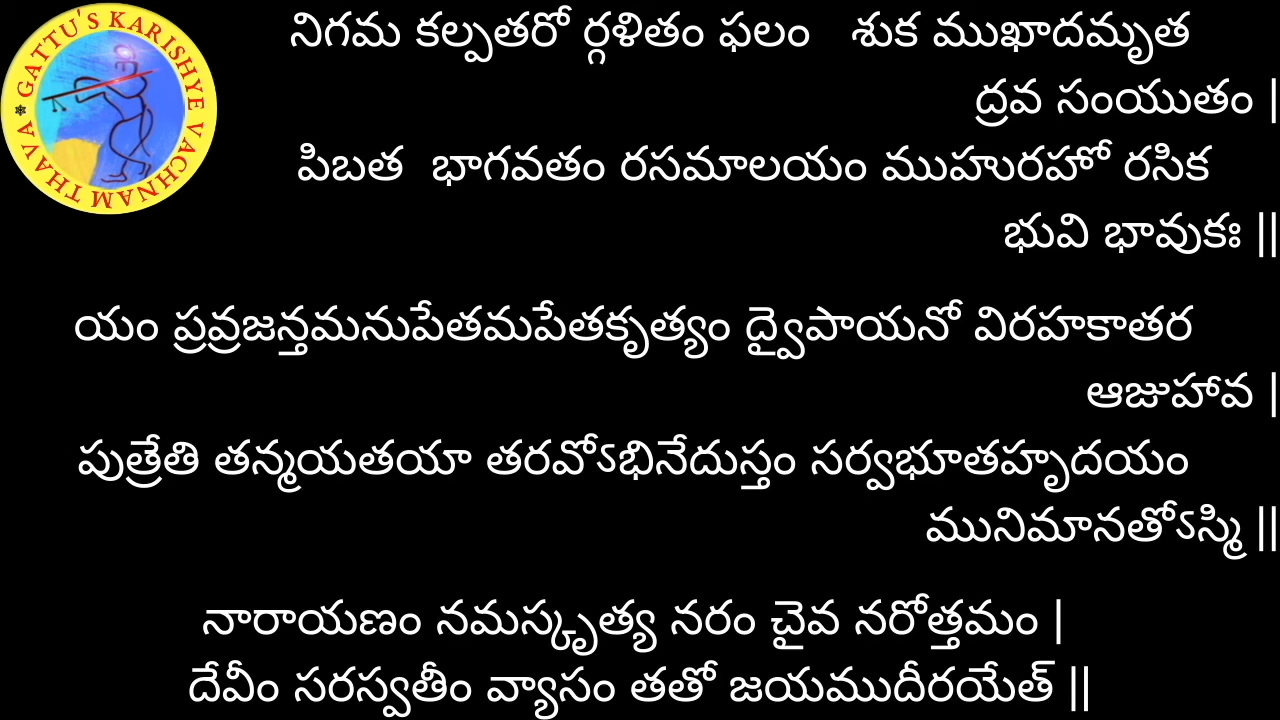 GATTU'S KARISHYE VACHNAM THAVA
నిగమ కల్పతరో ర్గళితం ఫలం శుక ముఖాదమృత
ద్రవ సంయుతం |
పిబత భాగవతం రసమాలయం ముహురహో రసిక
భువి భావుకః ||
యం ప్రవ్రజన్తమనుపేతమపేతకృత్యం ద్వైపాయనో విరహకాతర
ఆజుహావ |
పుత్రేతి తన్మయతయా తరవోఽభినేదుస్తం సర్వభూతహృదయం
మునిమానతోఽస్మి ||
నారాయణం నమస్కృత్య నరం చైవ నరోత్తమం |
దేవీం సరస్వతీం వ్యాసం తతో జయముదీరయేత్ ||